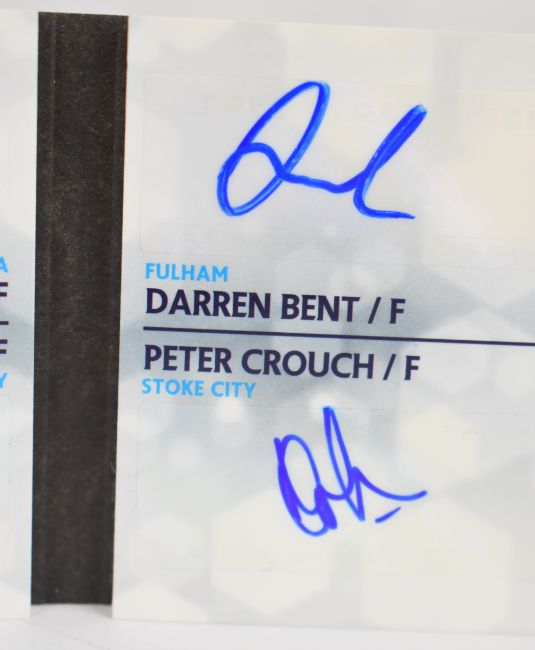 FULHAM
DARREN BENT / F
PETER CROUCH / F
STOKE CITY
A
F
F
Y